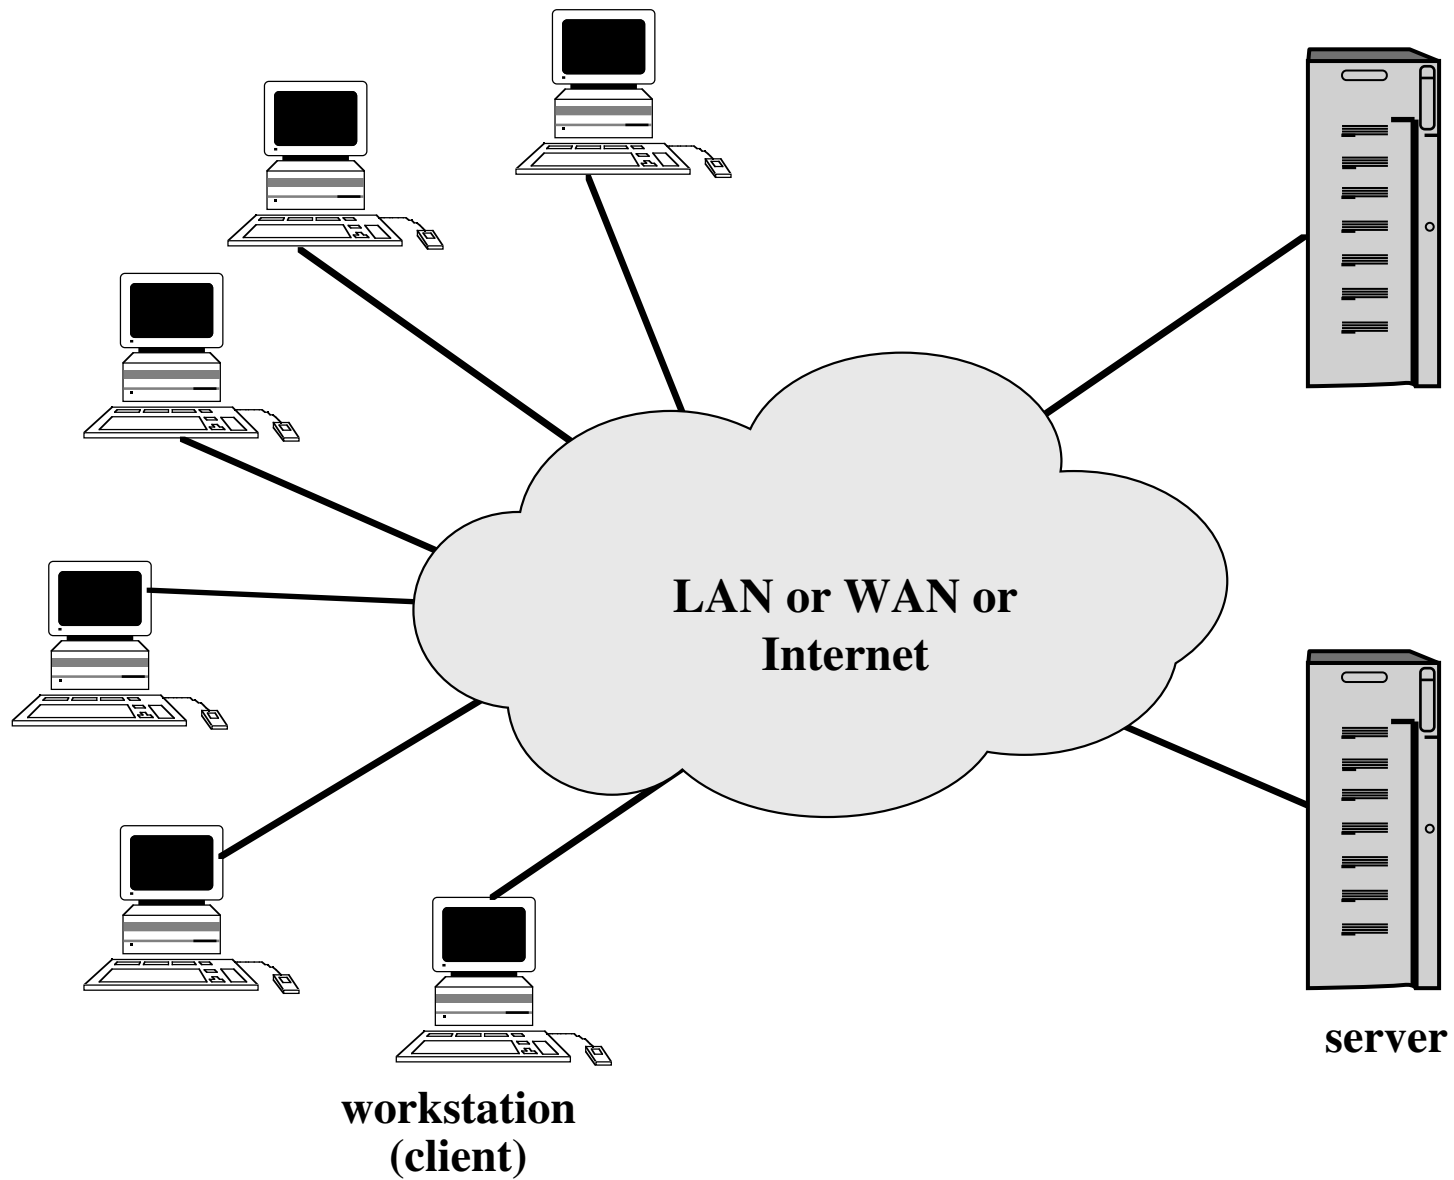 LAN or WAN or
Internet
server
workstation
(client)